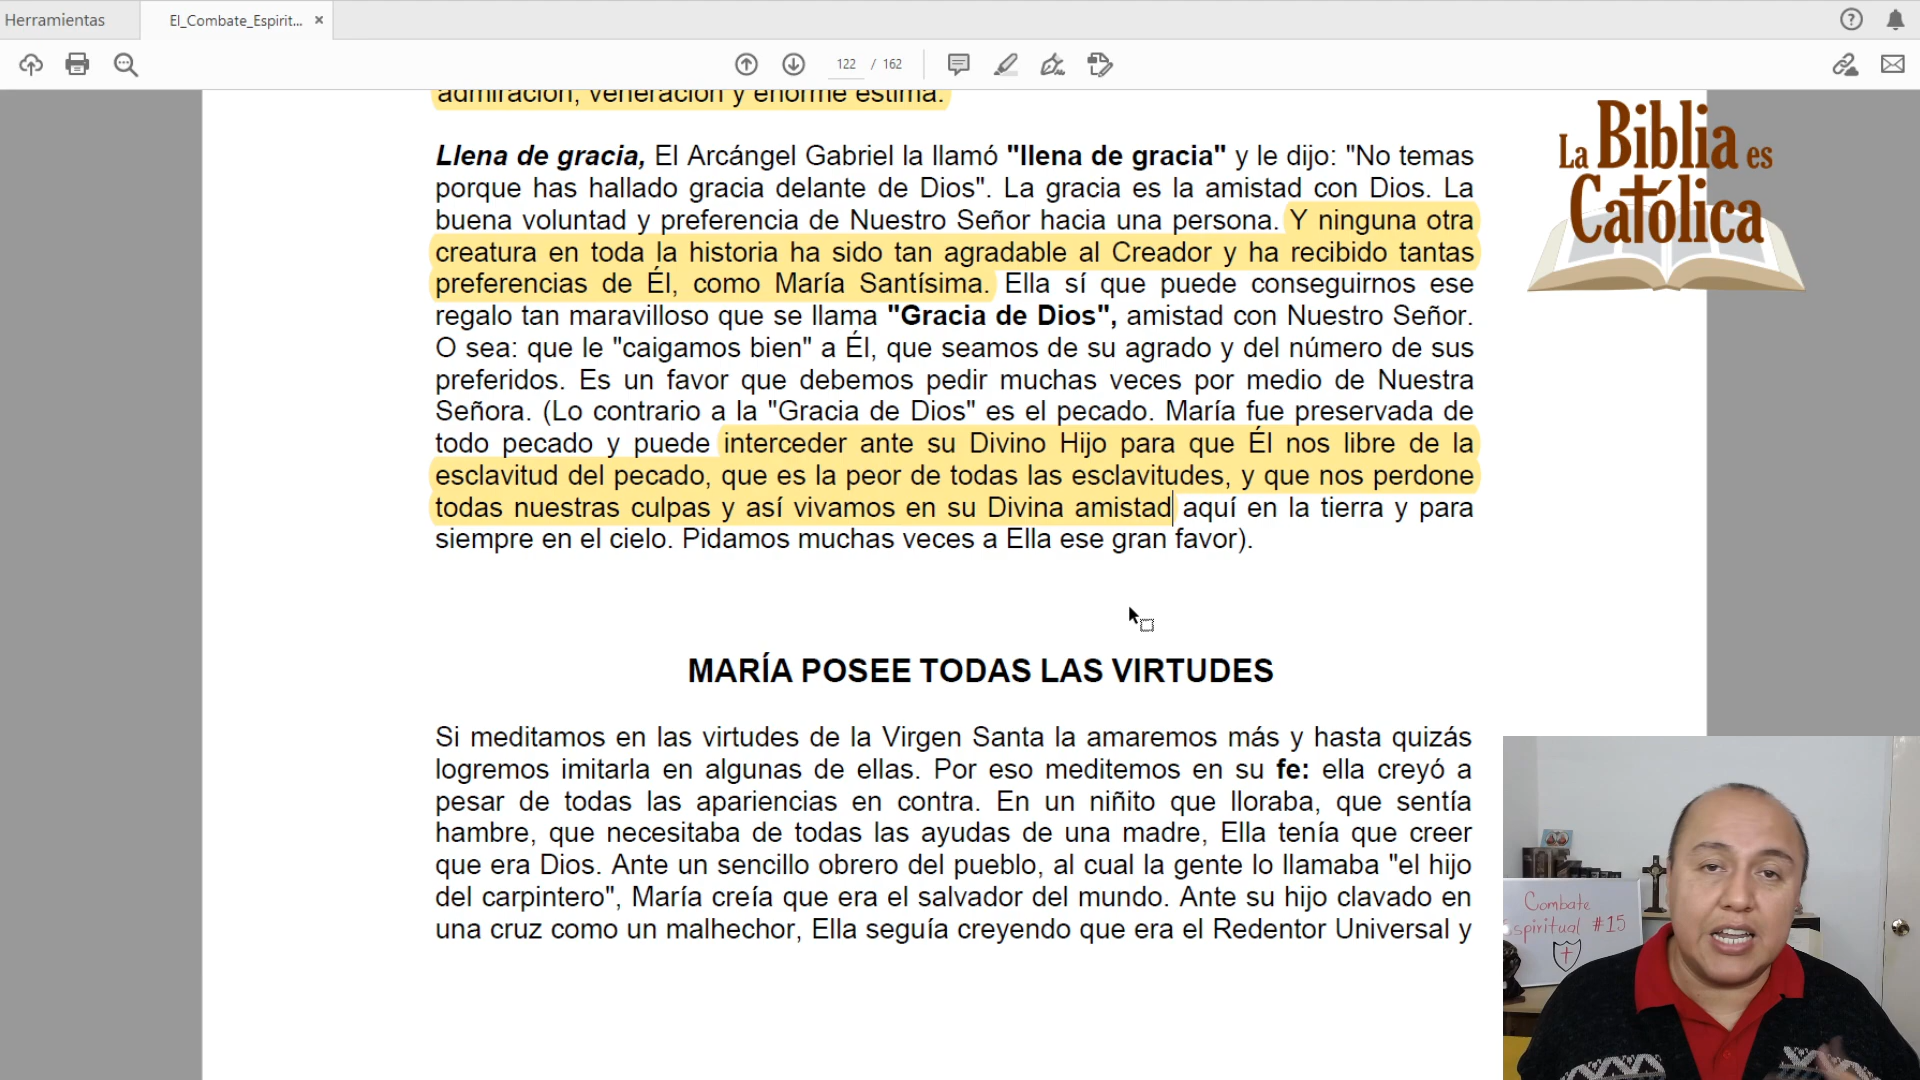 Herramientas
El_Combate_Espirit...
122 / 162
admiración, veneración y enorme estima.
Llena de gracia, El Arcángel Gabriel la llamó "llena de gracia" y le dijo: "No temas
porque has hallado gracia delante de Dios". La gracia es la amistad con Dios. La
buena voluntad y preferencia de Nuestro Señor hacia una persona. Y ninguna otra
creatura en toda la historia ha sido tan agradable al Creador y ha recibido tantas
preferencias de Él, como María Santísima. Ella sí que puede conseguirnos ese
regalo tan maravilloso que se llama "Gracia de Dios", amistad con Nuestro Señor.
O sea: que le "caigamos bien" a Él, que seamos de su agrado y del número de sus
preferidos. Es un favor que debemos pedir muchas veces por medio de Nuestra
Señora. (Lo contrario a la "Gracia de Dios" es el pecado. María fue preservada de
todo pecado y puede interceder ante su Divino Hijo para que Él nos libre de la
esclavitud del pecado, que es la peor de todas las esclavitudes, y que nos perdone
todas nuestras culpas y así vivamos en su Divina amistad aquí en la tierra y para
siempre en el cielo. Pidamos muchas veces a Ella ese gran favor).
MARÍA POSEE TODAS LAS VIRTUDES
Si meditamos en las virtudes de la Virgen Santa la amaremos más y hasta quizás
logremos imitarla en algunas de ellas. Por eso meditemos en su fe: ella creyó a
pesar de todas las apariencias en contra. En un niñito que lloraba, que sentía
hambre, que necesitaba de todas las ayudas de una madre, Ella tenía que creer
que era Dios. Ante un sencillo obrero del pueblo, al cual la gente lo llamaba "el hijo
del carpintero", María creía que era el salvador del mundo. Ante su hijo clavado en
una cruz como un malhechor, Ella seguía creyendo que era el Redentor Universal y
La Biblia es
Católica
Combate
Espiritual #15